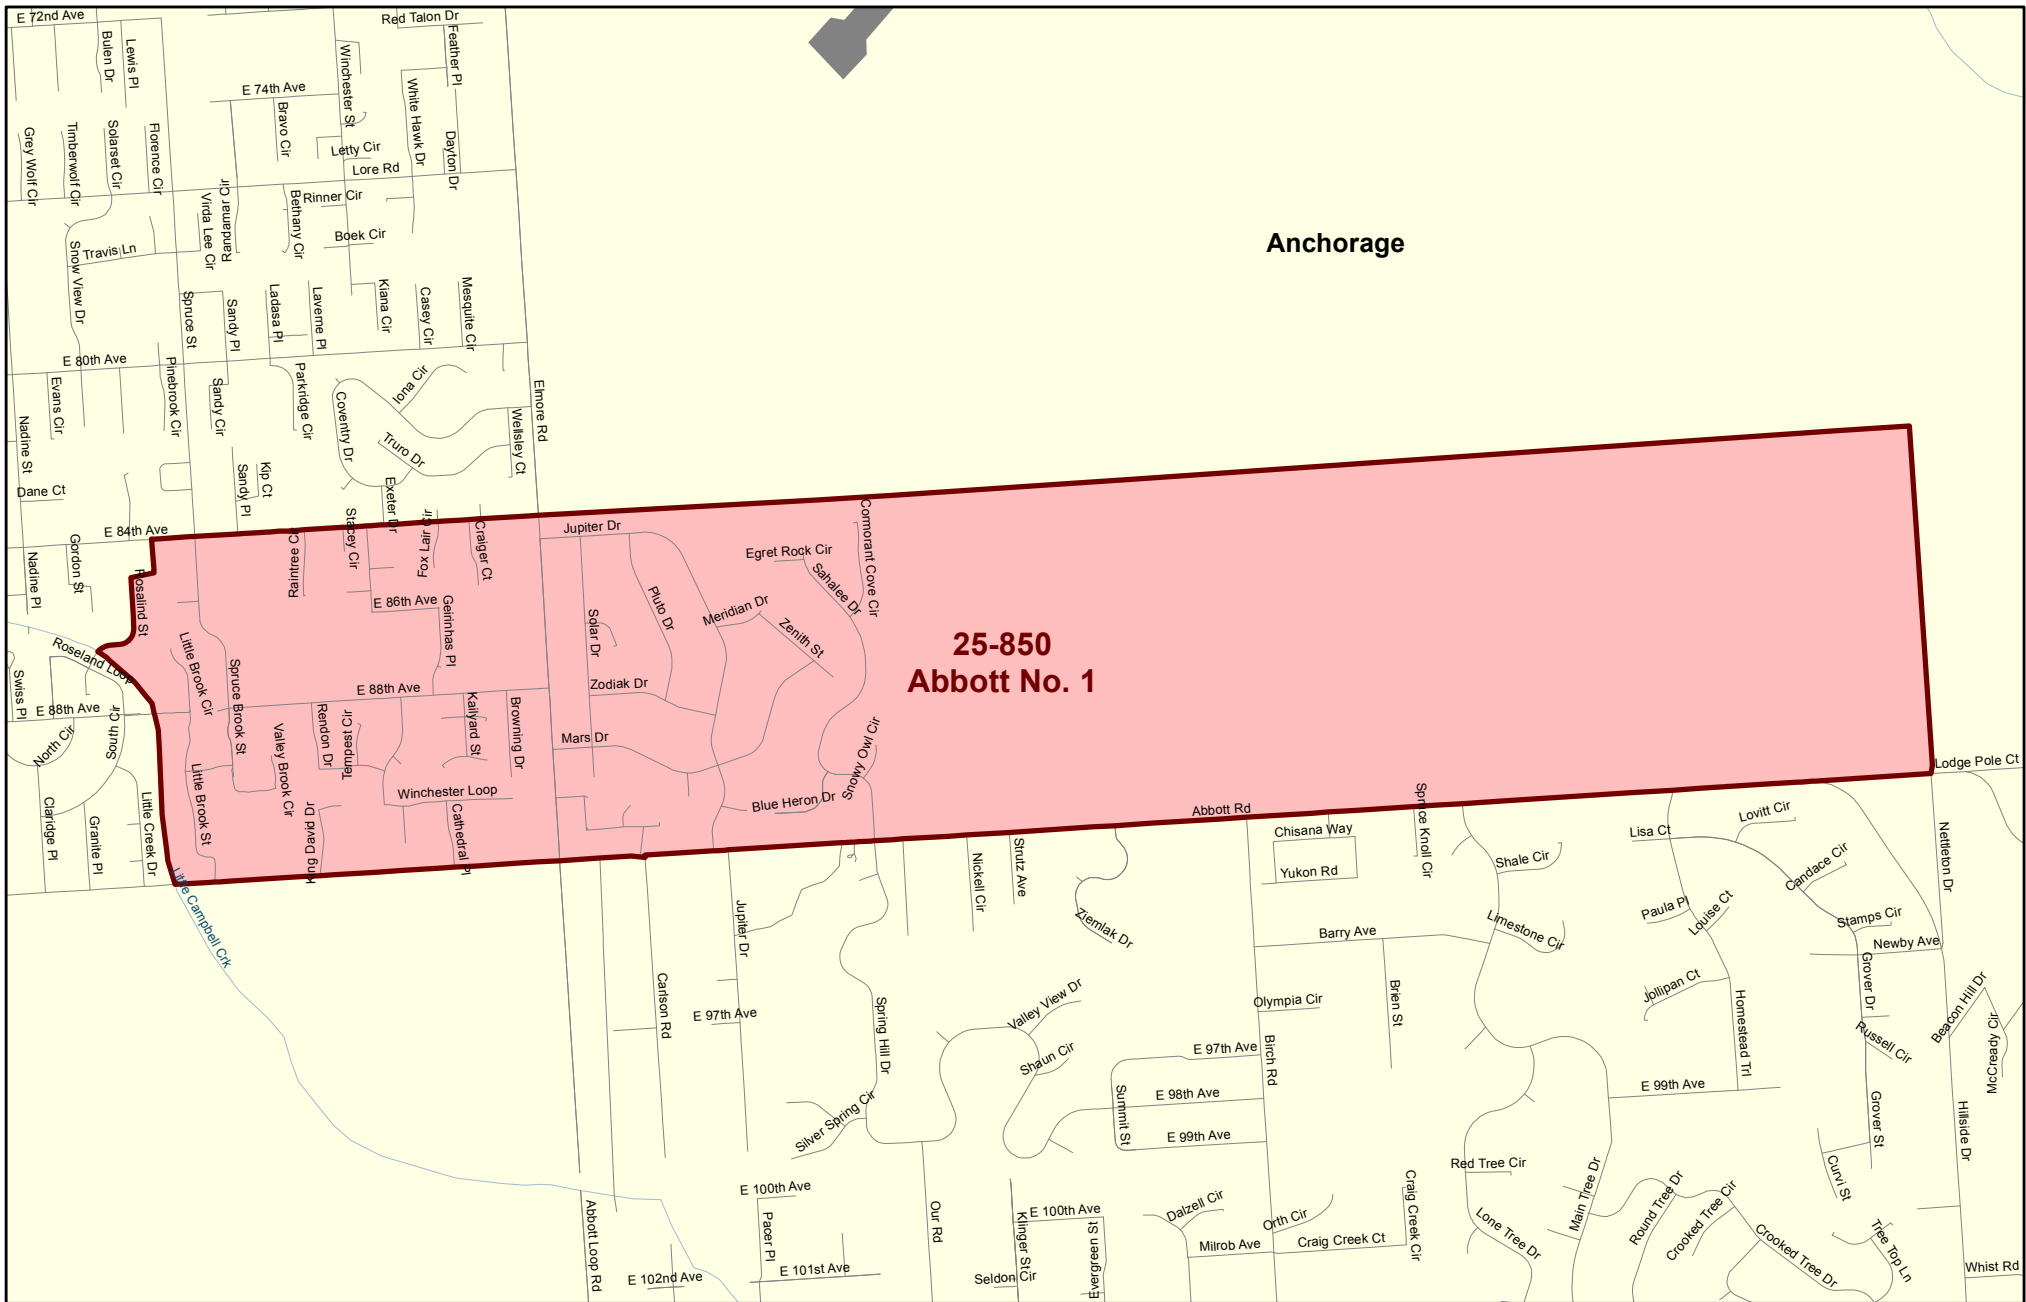 E 72nd Ave
Bulen Dr
Lewis Pl
Red Talon Dr
Feather Pl
Winchester St
White Hawk Dr
E 74th Ave
Bravo Cir
Letty Cir
Lore Rd
Dayton Dr
Grey Wolf Cir
Timberwolf Cir
Solarset Cir
Florence Cir
Virda Lee Cir
Randamar Cir
Bethany Cir
Rinner Cir
Boek Cir
Travis Ln
Snow View Dr
Anchorage
Spruce St
Sandy Pl
Ladasa Pl
Laverne Pl
Kiana Cir
Casey Cir
Mesquite Cir
E 80th Ave
Evans Cir
Pinebrook Cir
Sandy Cir
Parkridge Cir
Coventry Dr
Iona Cir
Truro Dr
Elmore Rd
Wellsley Ct
Nadine St
Dane Ct
Sandy Pl
Kip Ct
Exeter Dr
E 84th Ave
Gordon St
Nadine Pl
Rosalind St
Raintree Cir
Stacey Cir
Fox Lair Cir
Craiger Ct
Jupiter Dr
Egret Rock Cir
Cormorant Cove Cir
Sahalee Dr
E 86th Ave
Geirinhas Pl
Solar Dr
Pluto Dr
Meridian Dr
Zenith St
25-850
Abbott No. 1
Roseland Loop
Swiss Pl
E 88th Ave
North Cir
South Cir
Little Brook Cir
Spruce Brook St
E 88th Ave
Zodiak Dr
Rendon Dr
Tempest Cir
Kailyard St
Browning Dr
Mars Dr
Valley Brook Cir
Little Brook St
Winchester Loop
Blue Heron Dr
Snowy Owl Cir
Abbott Rd
Lodge Pole Ct
Claridge Pl
Granite Pl
Little Creek Dr
King David Dr
Cathedral Pl
Little Campbell Crk
Nickell Cir
Strutz Ave
Ziemlak Dr
Chisana Way
Yukon Rd
Spruce Knoll Cir
Shale Cir
Lisa Ct
Lovitt Cir
Candace Cir
Nettleton Dr
Jupiter Dr
Barry Ave
Limestone Cir
Paula Pl
Louise Ct
Stamps Cir
Newby Ave
Carlson Rd
E 97th Ave
Spring Hill Dr
Valley View Dr
Olympia Cir
Brien St
Jollipan Ct
Homestead Trl
Grover Dr
Russell Cir
Beacon Hill Dr
McCready Cir
Shaun Cir
E 97th Ave
Birch Rd
E 98th Ave
Summit St
E 99th Ave
E 99th Ave
Grover St
Hillside Dr
Silver Spring Cir
Red Tree Cir
Curvi St
Abbott Loop Rd
E 100th Ave
Pacer Pl
E 101st Ave
E 102nd Ave
Our Rd
Klinger St
E 100th Ave
Evergreen St
Seldon Cir
Dalzell Cir
Orth Cir
Milrob Ave
Craig Creek Ct
Craig Creek Cir
Lone Tree Dr
Main Tree Dr
Round Tree Dr
Crooked Tree Cir
Crooked Tree Dr
Tree Top Ln
Whist Rd